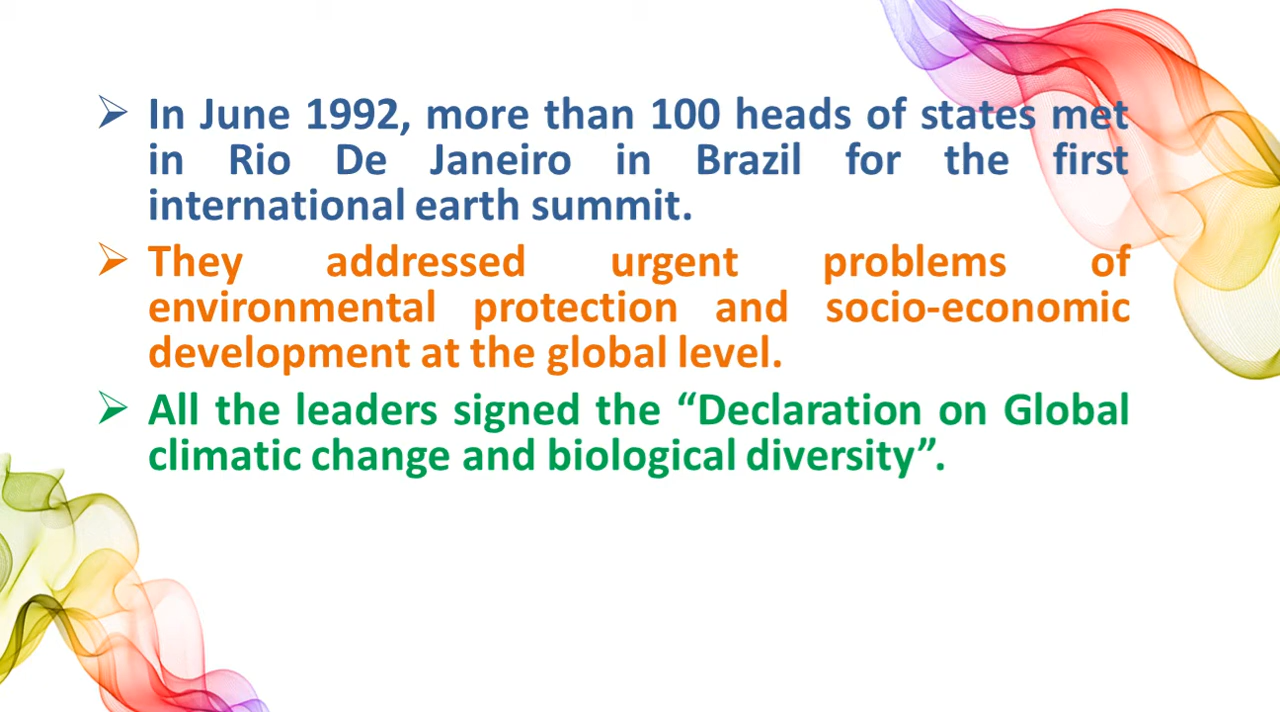 In June 1992, more than 100 heads of states met
in Rio De Janeiro in Brazil for the first
international earth summit.
They addressed urgent problems of
environmental protection and socio-economic
development at the global level.
All the leaders signed the “Declaration on Global
climatic change and biological diversity”.